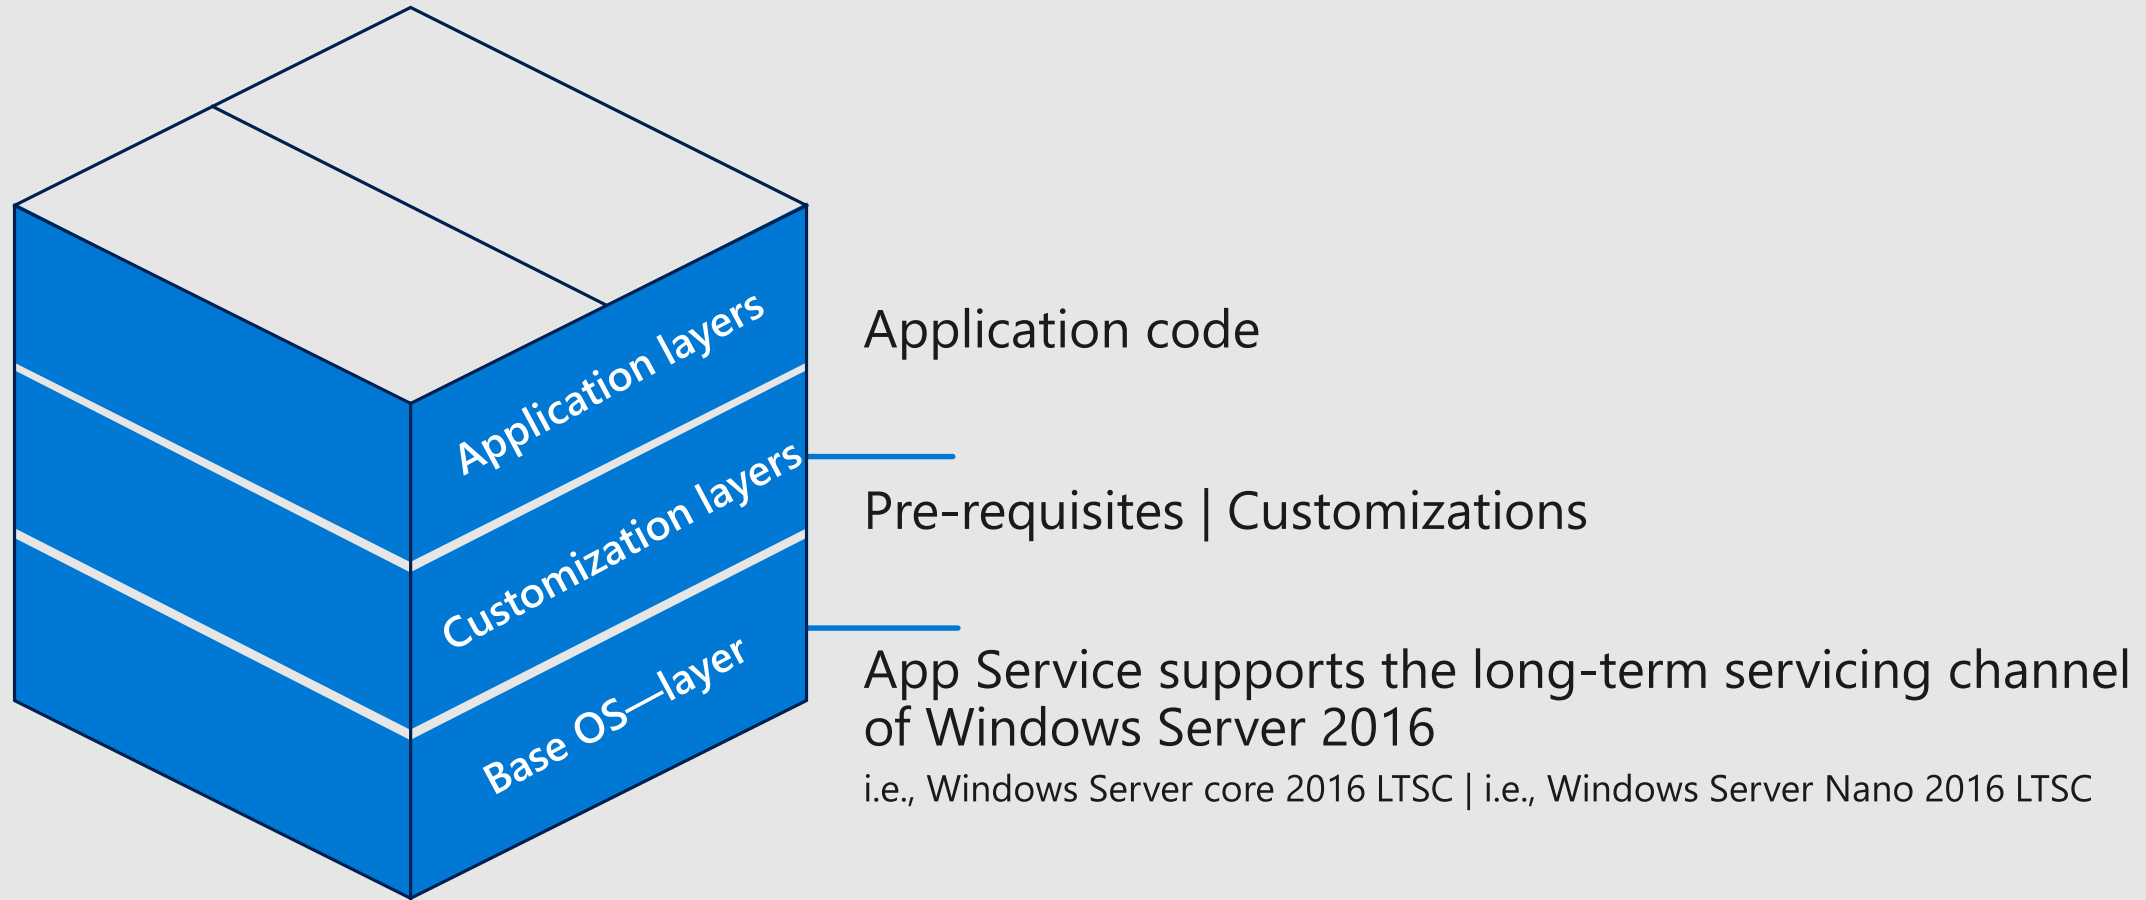 Application layers
Application code
Customization layers
Pre-requisites | Customizations
Base OS—layer
App Service supports the long-term servicing channel
of Windows Server 2016
i.e., Windows Server core 2016 LTSC | i.e., Windows Server Nano 2016 LTSC